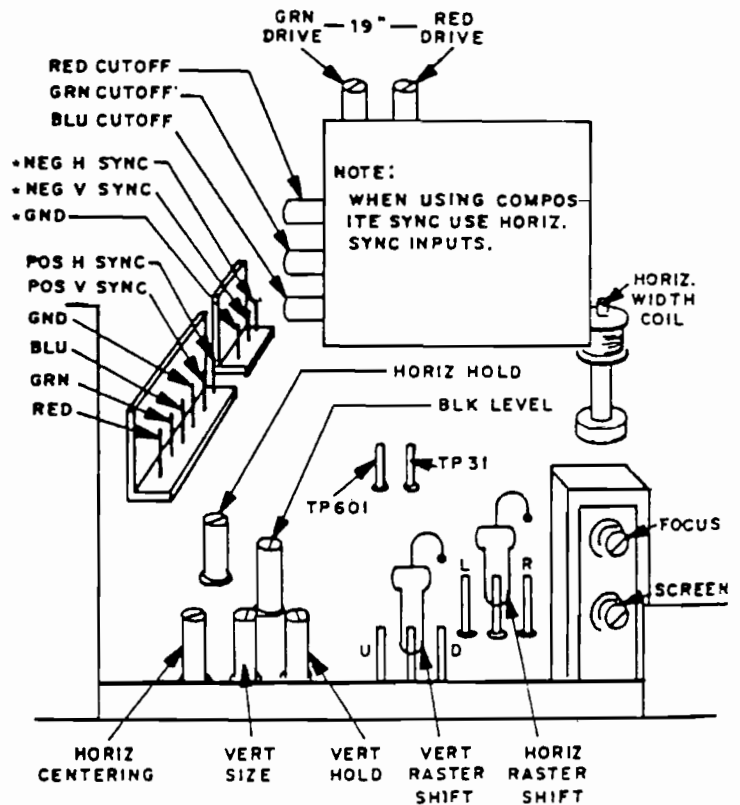 GRN DRIVE — 19" — RED DRIVE
RED CUTOFF
GRN CUTOFF
BLU CUTOFF
*NEG H SYNC
*NEG V SYNC
*GND
NOTE:
WHEN USING COMPOS
ITE SYNC USE HORIZ.
SYNC INPUTS.
POS H SYNC
POS V SYNC
GND
BLU
GRN
RED
HORIZ.
WIDTH
COIL
HORIZ HOLD
BLK LEVEL
TP601
TP31
L
R
FOCUS
SCREEN
U
D
HORIZ
CENTERING
VERT
SIZE
VERT
HOLD
VERT
RASTER
SHIFT
HORIZ
RASTER
SHIFT